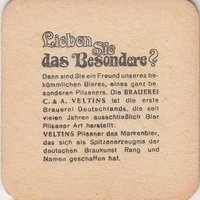 Lieben
Sie
das Besondere?
Dann sind Sie ein Freund unseres be-
kömmlichen Bieres, eines ganz be-
sonderen Pilseners. Die BRAUEREI
C. & A. VELTINS ist die erste
Brauerei Deutschlands, die seit
vielen Jahren ausschließlich Bier
Pilsener Art herstellt:
VELTINS Pilsener das Markenbier,
das sich als Spitzenerzeugnis der
deutschen Braukunst Rang und
Namen geschaffen hat.